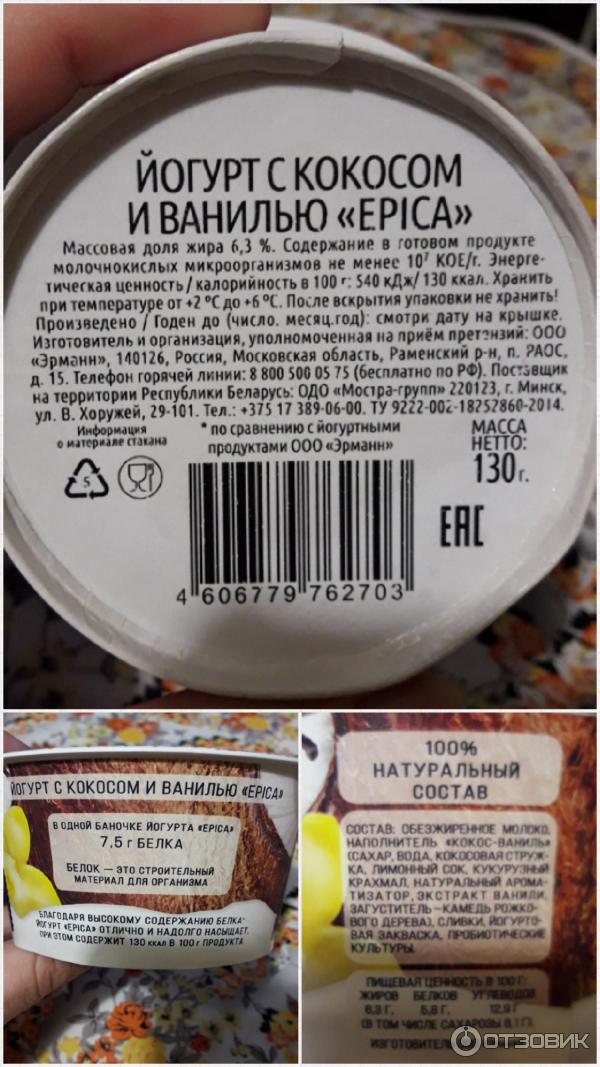 ЙОГУРТ С КОКОСОМ
И ВАНИЛЬЮ «EPICA»
Массовая доля жира 6,3 %. Содержание в готовом продукте
молочнокислых микроорганизмов не менее 10⁷ КОЕ/г. Энерге-
тическая ценность / калорийность в 100 г: 540 кДж/ 130 ккал. Хранить
при температуре от +2 °С до +6 °С. После вскрытия упаковки не хранить!
Произведено / Годен до (число. месяц.год): смотри дату на крышке.
Изготовитель и организация, уполномоченная на приём претэнзий: ООО
«Эрманн», 140126, Россия, Московская область, Раменский р-н, п. РАОС,
д. 15. Телефон горячей линии: 8 800 500 05 75 (бесплатно по РФ). Поставщик
на территории Республики Беларусь: ОДО «Мостра-групп» 220123, г. Минск,
ул. В. Хоружей, 29-101. Тел.: +375 17 389-06-00. ТУ 9222-002-18252860-2014.
Информация
о материале стакана
* по сравнению с йогуртными
продуктами ООО «Эрманн»
МАССА
НЕТТО:
130 г.
5
EAC
4 606779 762703
ЙОГУРТ С КОКОСОМ И ВАНИЛЬЮ «EPICA»
В ОДНОЙ БАНОЧКЕ ЙОГУРТА «EPICA»
7,5 г БЕЛКА
БЕЛОК — ЭТО СТРОИТЕЛЬНЫЙ
МАТЕРИАЛ ДЛЯ ОРГАНИЗМА
БЛАГОДАРЯ ВЫСОКОМУ СОДЕРЖАНИЮ БЕЛКА*
ЙОГУРТ «EPICA» ОТЛИЧНО И НАДОЛГО НАСЫЩАЕТ,
ПРИ ЭТОМ СОДЕРЖИТ 130 ККАЛ В 100 Г ПРОДУКТА
100%
НАТУРАЛЬНЫЙ
СОСТАВ
СОСТАВ: ОБЕЗЖИРЕННОЕ МОЛОКО,
НАПОЛНИТЕЛЬ «КОКОС-ВАНИЛЬ»
(САХАР, ВОДА, КОКОСОВАЯ СТРУЖ-
КА, ЛИМОННЫЙ СОК, КУКУРУЗНЫЙ
КРАХМАЛ, НАТУРАЛЬНЫЙ АРОМА-
ТИЗАТОР, ЭКСТРАКТ ВАНИЛИ,
ЗАГУСТИТЕЛЬ – КАМЕДЬ РОЖКО-
ВОГО ДЕРЕВА), СЛИВКИ, ЙОГУРТО-
ВАЯ ЗАКВАСКА, ПРОБИОТИЧЕСКИЕ
КУЛЬТУРЫ.
ПИЩЕВАЯ ЦЕННОСТЬ В 100 Г:
ЖИРОВ БЕЛКОВ УГЛЕВОДОВ
6,3 Г. 5,8 Г. 12,9 Г
(В ТОМ ЧИСЛЕ САХАРОЗЫ 8,1 Г).
ИЗГОТОВИТЕЛЬ
ОТЗОВИК